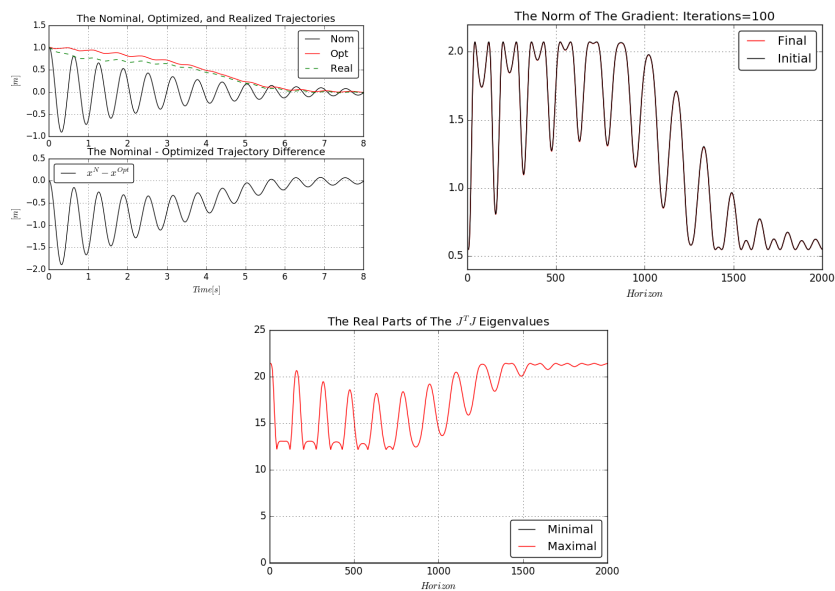 The Nominal, Optimized, and Realized Trajectories
1.5
1.0
0.5
0.0
−0.5
−1.0
[m]
Nom
Opt
Real
0 1 2 3 4 5 6 7 8
The Nominal - Optimized Trajectory Difference
0.5
0.0
−0.5
−1.0
−1.5
−2.0
[m]
x^N − x^Opt
0 1 2 3 4 5 6 7 8
Time[s]
The Norm of The Gradient: Iterations=100
2.0
1.5
1.0
0.5
Final
Initial
0 500 1000 1500 2000
Horizon
The Real Parts of The J^T J Eigenvalues
25
20
15
10
5
0
Minimal
Maximal
0 500 1000 1500 2000
Horizon